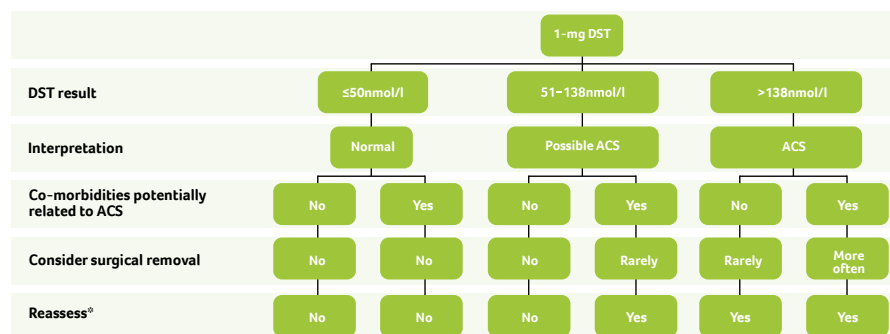 1-mg DST
DST result
≤50nmol/l
51–138nmol/l
>138nmol/l
Interpretation
Normal
Possible ACS
ACS
Co-morbidities potentially
related to ACS
No
Yes
No
Yes
No
Yes
Consider surgical removal
No
No
No
Rarely
Rarely
More
often
Reassess*
No
No
No
Yes
Yes
Yes